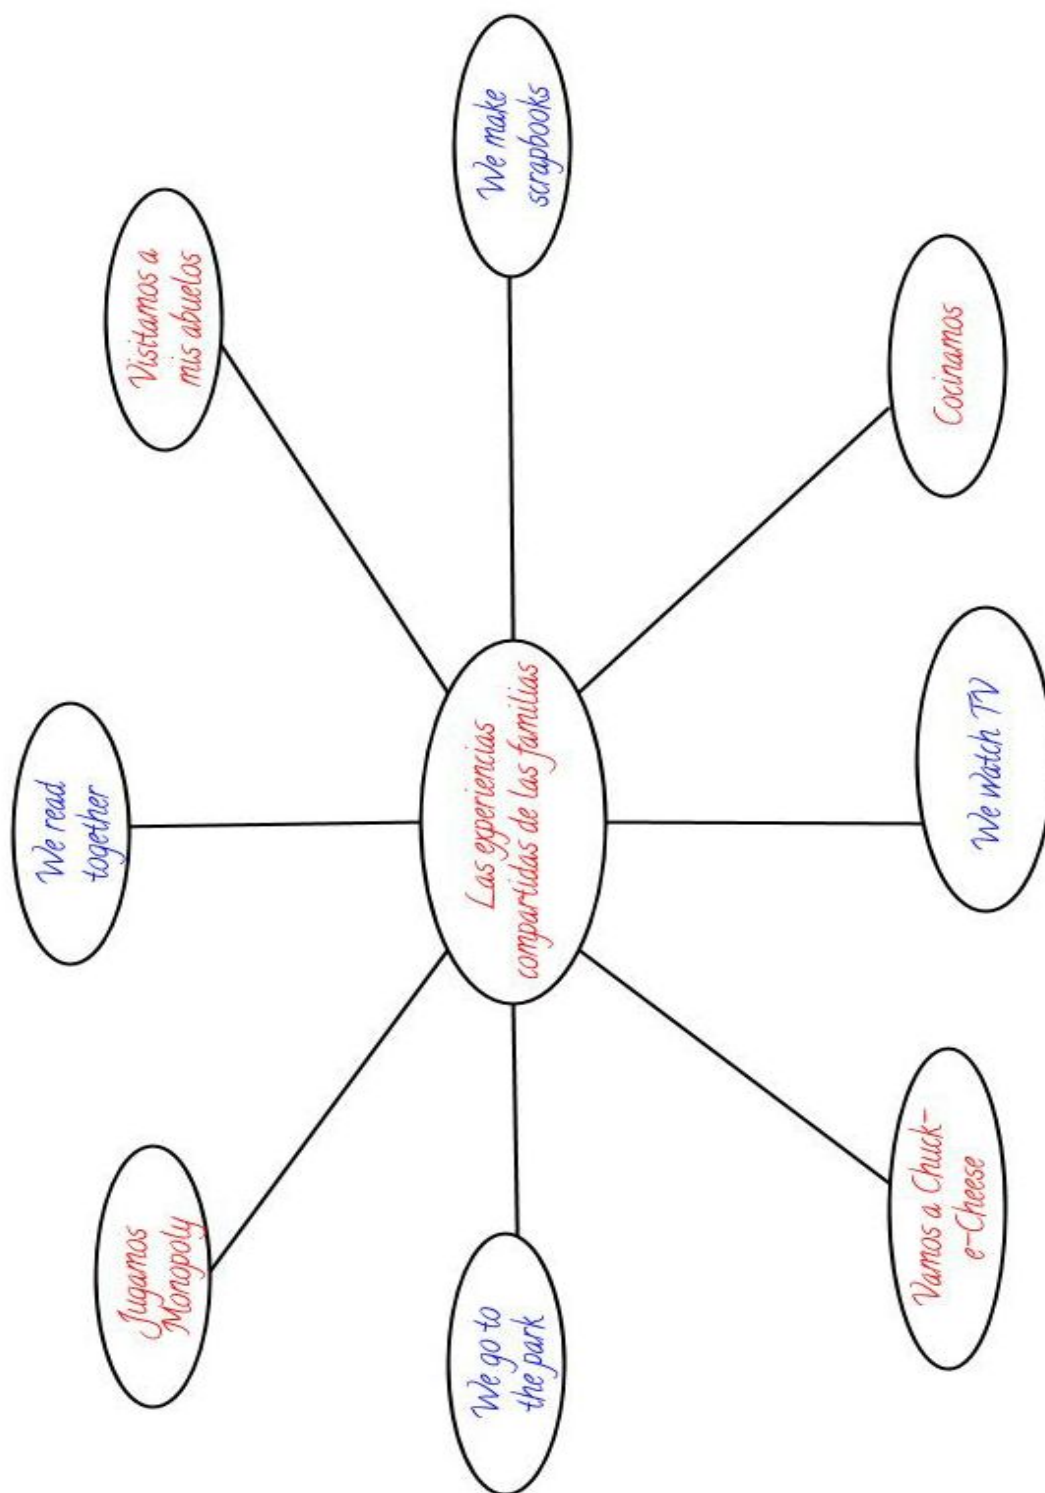 Jugamos
Monopoly
We read
together
Visitamos a
mis abuelos
We go to
the park
Las experiencias
compartidas de las familias
We make
scrapbooks
Vamos a Chuck-
e-Cheese
We watch TV
Cocinamos